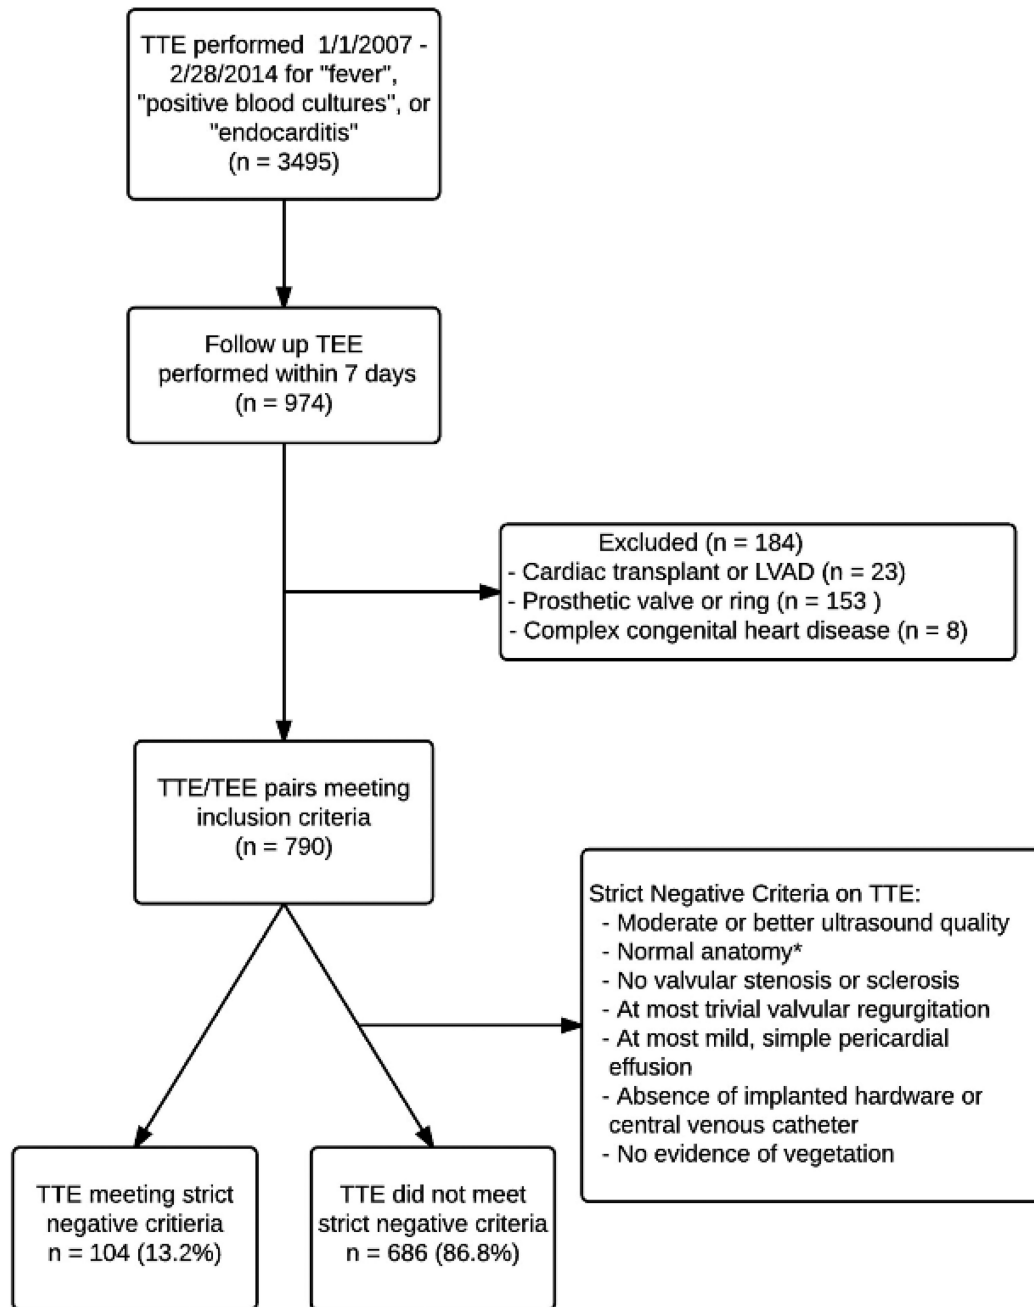 TTE performed 1/1/2007 -
2/28/2014 for "fever",
"positive blood cultures", or
"endocarditis"
(n = 3495)
Follow up TEE
performed within 7 days
(n = 974)
Excluded (n = 184)
- Cardiac transplant or LVAD (n = 23)
- Prosthetic valve or ring (n = 153 )
- Complex congenital heart disease (n = 8)
TTE/TEE pairs meeting
inclusion criteria
(n = 790)
Strict Negative Criteria on TTE:
- Moderate or better ultrasound quality
- Normal anatomy*
- No valvular stenosis or sclerosis
- At most trivial valvular regurgitation
- At most mild, simple pericardial
effusion
- Absence of implanted hardware or
central venous catheter
- No evidence of vegetation
TTE meeting strict
negative critieria
n = 104 (13.2%)
TTE did not meet
strict negative criteria
n = 686 (86.8%)